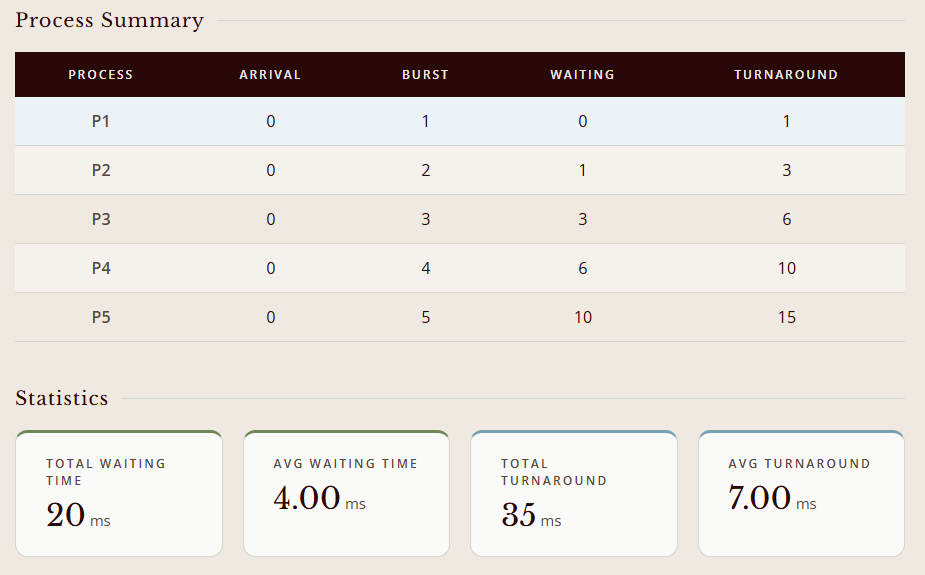 Process Summary
PROCESS ARRIVAL BURST WAITING TURNAROUND
P1 0 1 0 1
P2 0 2 1 3
P3 0 3 3 6
P4 0 4 6 10
P5 0 5 10 15
Statistics
TOTAL WAITING
TIME
20 ms
AVG WAITING TIME
4.00 ms
TOTAL
TURNAROUND
35 ms
AVG TURNAROUND
7.00 ms